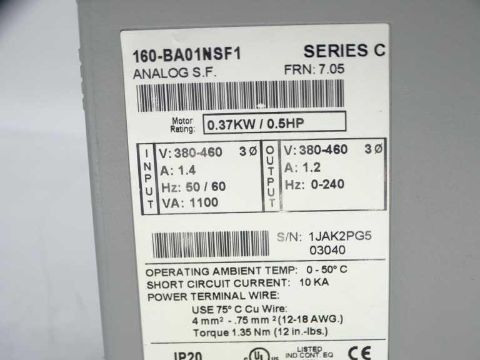 160-BA01NSF1 SERIES C
ANALOG S.F. FRN: 7.05
Motor Rating: 0.37KW / 0.5HP
INPUT
V: 380-460 3Ø
A: 1.4
Hz: 50 / 60
VA: 1100
OUTPUT
V: 380-460 3Ø
A: 1.2
Hz: 0-240
S/N: 1JAK2PG5
03040
OPERATING AMBIENT TEMP: 0 - 50° C
SHORT CIRCUIT CURRENT: 10 KA
POWER TERMINAL WIRE:
USE 75° C Cu Wire:
4 mm² - .75 mm² (12-18 AWG.)
Torque 1.35 Nm (12 in.-lbs.)
IP20 UL LISTED IND CONT. EQ CE